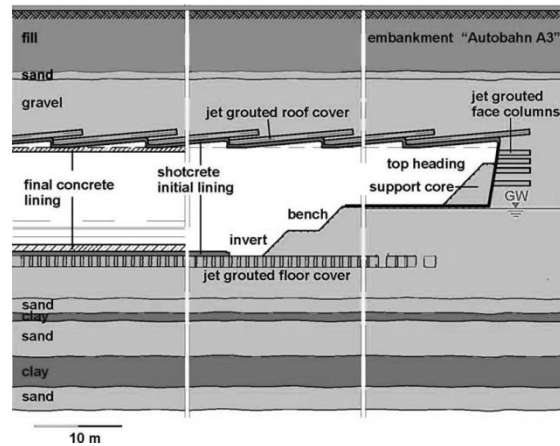 fill
embankment "Autobahn A3"
sand
gravel
jet grouted roof cover
jet grouted
face columns
final concrete
lining
shotcrete
initial lining
top heading
support core
GW
bench
invert
jet grouted floor cover
sand
clay
sand
clay
sand
10 m